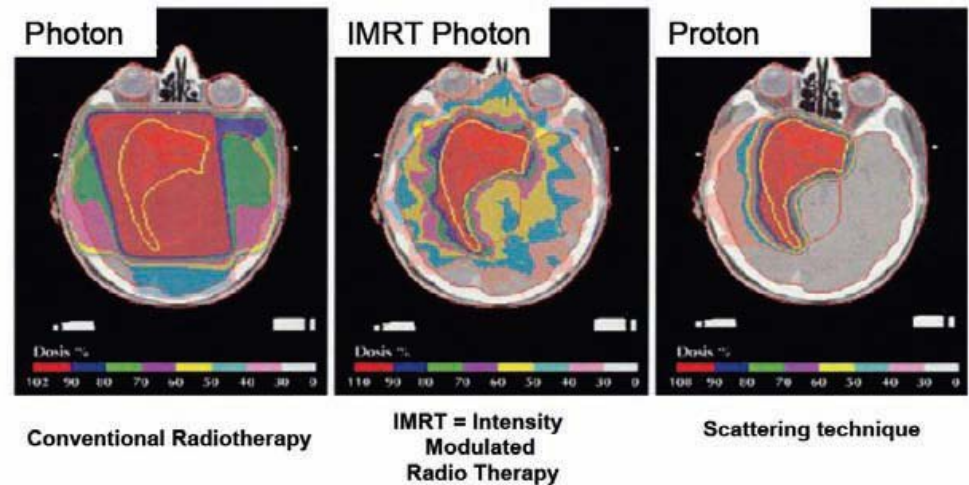 Photon
IMRT Photon
Proton
Dosis %
102 90 80 70 60 50 40 30 0
Dosis %
110 90 80 70 60 50 40 30 0
Dosis %
108 90 80 70 60 50 40 30 0
Conventional Radiotherapy
IMRT = Intensity
Modulated
Radio Therapy
Scattering technique